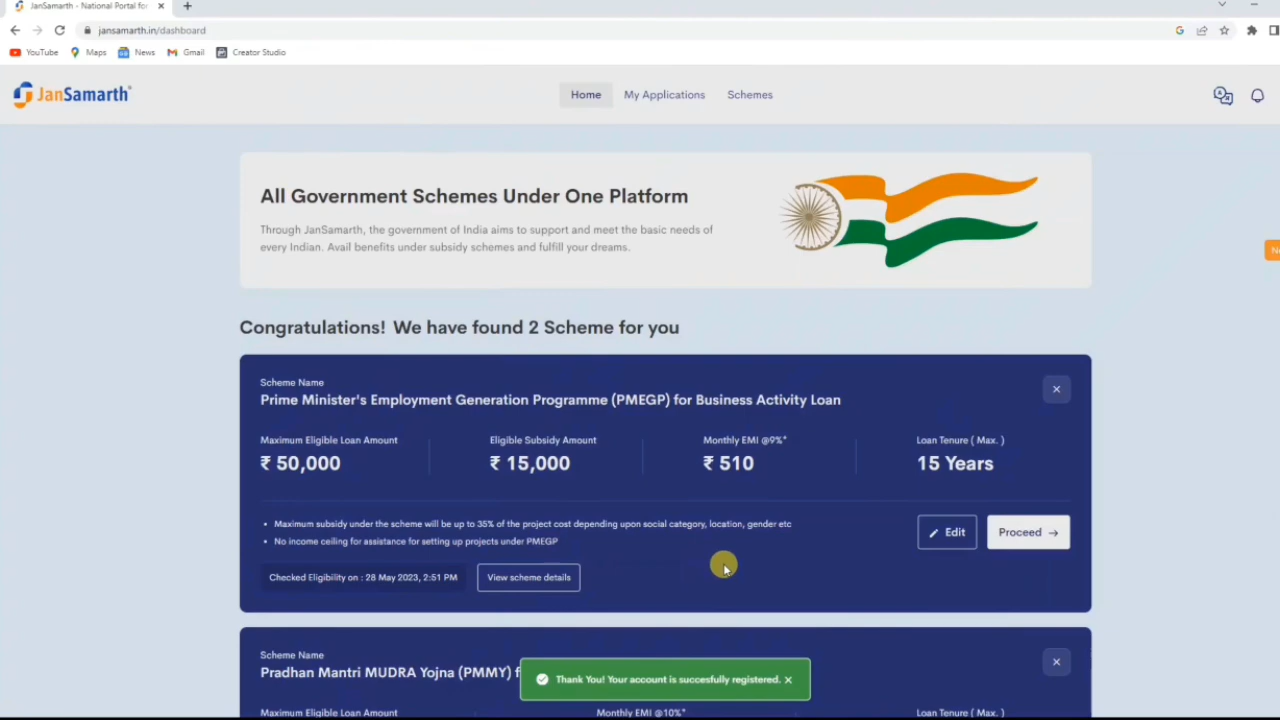 JanSamarth - National Portal for
jansamarth.in/dashboard
YouTube Maps News Gmail Creator Studio
JanSamarth
Home My Applications Schemes
All Government Schemes Under One Platform
Through JanSamarth, the government of India aims to support and meet the basic needs of
every Indian. Avail benefits under subsidy schemes and fulfill your dreams.
Congratulations! We have found 2 Scheme for you
Scheme Name
Prime Minister's Employment Generation Programme (PMEGP) for Business Activity Loan
Maximum Eligible Loan Amount Eligible Subsidy Amount Monthly EMI @9%* Loan Tenure ( Max. )
₹ 50,000 ₹ 15,000 ₹ 510 15 Years
• Maximum subsidy under the scheme will be up to 35% of the project cost depending upon social category, location, gender etc
• No income ceiling for assistance for setting up projects under PMEGP
Edit Proceed →
Checked Eligibility on : 28 May 2023, 2:51 PM View scheme details
Scheme Name
Pradhan Mantri MUDRA Yojna (PMMY) f
Thank You! Your account is succesfully registered.
Maximum Eligible Loan Amount Monthly EMI @10%* Loan Tenure ( Max. )